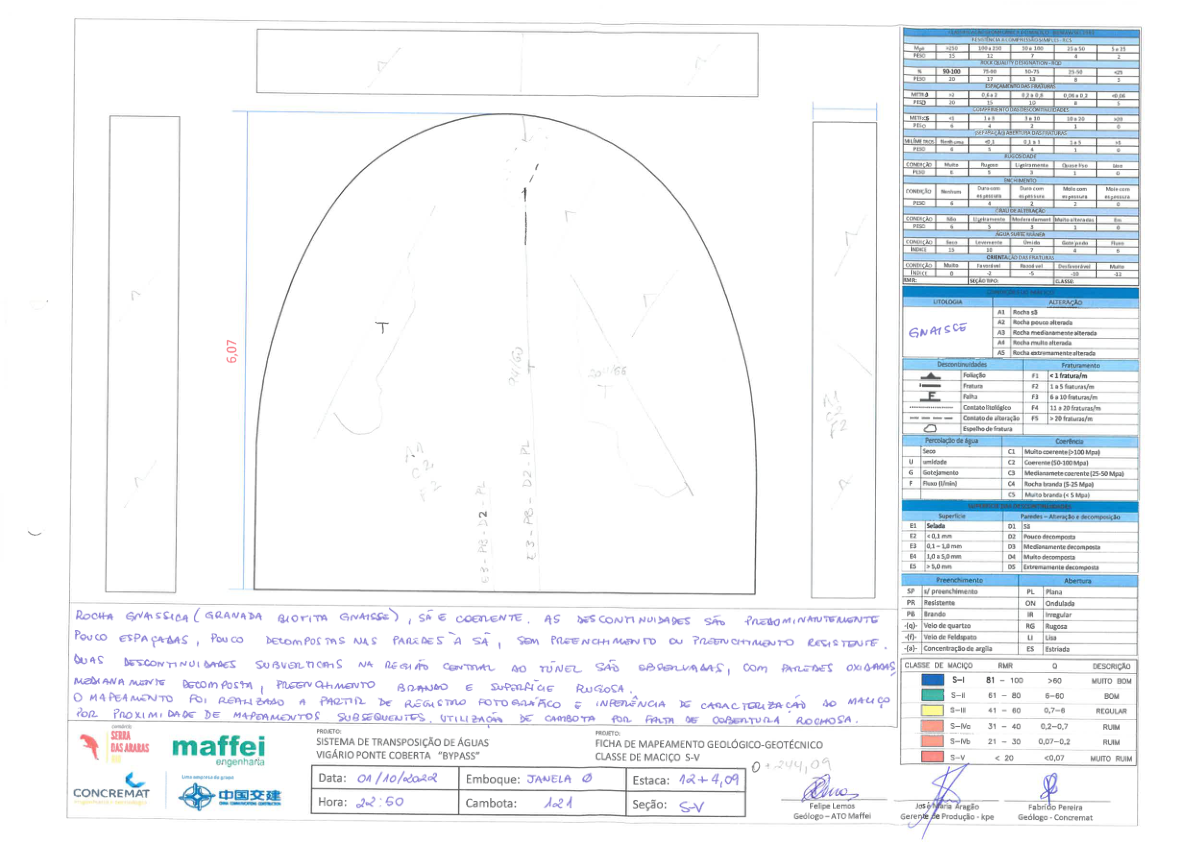 6,07
T
A1
C2
F2
E3-PB-D2-PL
E3-PB-D2-PL
A1
C2
F2
ROCHA GNAISSICA (GRANADA BIOTITA GNAISSE), SÃ E COERENTE. AS DESCONTINUIDADES SÃO PREDOMINANTEMENTE
POUCO ESPAÇADAS, POUCO DECOMPOSTAS NAS PAREDES À SÃ, SEM PREENCHIMENTO OU PREENCHIMENTO RESISTENTE.
DUAS DESCONTINUIDADES SUBVERTICAIS NA REGIÃO CENTRAL DO TÚNEL SÃO OBSERVADAS, COM PAREDES OXIDADAS
MEDIANAMENTE DECOMPOSTA, PREENCHIMENTO BRANDO E SUPERFÍCIE RUGOSA.
O MAPEAMENTO FOI REALIZADO A PARTIR DE REGISTRO FOTOGRÁFICO E INFERÊNCIA DE CARACTERIZAÇÃO DO MACIÇO
POR PROXIMIDADE DE MAPEAMENTOS SUBSEQUENTES, UTILIZAÇÃO DE CAMBOTA POR FALTA DE COBERTURA ROCHOSA.
RESISTÊNCIA A COMPRESSÃO SIMPLES - RCS
Mpa >250 100 a 250 50 a 100 25 a 50 5 a 25
PESO 15 12 7 4 2
ROCK QUALITY DESIGNATION - RQD
% 90-100 75-90 50-75 25-50 <25
PESO 20 17 13 8 3
ESPAÇAMENTO DAS FRATURAS
METRO >2 0,6 a 2 0,2 a 0,6 0,06 a 0,2 <0,06
PESO 20 15 10 8 5
COMPRIMENTO DAS DESCONTINUIDADES
METROS <1 1 a 3 3 a 10 10 a 20 >20
PESO 6 4 2 1 0
SEPARAÇÃO/ABERTURA DAS FRATURAS
MILÍMETROS Nenhuma <0,1 0,1 a 1 1 a 5 >5
PESO 6 5 4 1 0
RUGOSIDADE
CONDIÇÃO Muito Rugoso Ligeiramente Quase liso Liso
PESO 6 5 3 1 0
ENCHIMENTO
CONDIÇÃO Nenhum Duro com espessura Duro com espessura Mole com espessura Mole com espessura
PESO 6 4 2 2 0
GRAU DE ALTERAÇÃO
CONDIÇÃO Não Ligeiramente Moderadament Muito alteradas Em
PESO 6 5 3 1 0
ÁGUA SUBTERRÂNEA
CONDIÇÃO Seco Levemente Úmido Gotejando Fluxo
ÍNDICE 15 10 7 4 0
ORIENTAÇÃO DAS FRATURAS
CONDIÇÃO Muito Favorável Razoável Desfavorável Muito
ÍNDICE 0 -2 -5 -10 -12
RMR: SEÇÃO TIPO: CLASSE:
LITOLOGIA ALTERAÇÃO
GNAISSE
A1 Rocha sã
A2 Rocha pouco alterada
A3 Rocha medianamente alterada
A4 Rocha muito alterada
A5 Rocha extremamente alterada
Descontinuidades Fraturamento
Foliação F1 < 1 fratura/m
Fratura F2 1 a 5 fraturas/m
F Falha F3 6 a 10 fraturas/m
Contato litológico F4 11 a 20 fraturas/m
Contato de alteração F5 > 20 fraturas/m
Espelho de fratura
Percolação de água Coerência
Seco C1 Muito coerente (>100 Mpa)
U umidade C2 Coerente (50-100 Mpa)
G Gotejamento C3 Medianamete coerente (25-50 Mpa)
F Fluxo (l/min) C4 Rocha branda (5-25 Mpa)
C5 Muito branda (< 5 Mpa)
Superfície Paredes – Alteração e decomposição
E1 Selada D1 Sã
E2 < 0,1 mm D2 Pouco decomposta
E3 0,1 – 1,0 mm D3 Medianamente decomposta
E4 1,0 a 5,0 mm D4 Muito decomposta
E5 > 5,0 mm D5 Extremamente decomposta
Preenchimento Abertura
SP s/ preenchimento PL Plana
PR Resistente ON Ondulada
PB Brando IR Irregular
-(q)- Veio de quartzo RG Rugosa
-(f)- Veio de Feldspato LI Lisa
-(a)- Concentração de argila ES Estriada
CLASSE DE MACIÇO RMR Q DESCRIÇÃO
S-I 81 – 100 >60 MUITO BOM
S-II 61 – 80 6–60 BOM
S-III 41 – 60 0,7–6 REGULAR
S-IVa 31 – 40 0,2–0,7 RUIM
S-IVb 21 – 30 0,07–0,2 RUIM
S-V < 20 <0,07 MUITO RUIM
SERRA
DAS ARARAS
maffei
engenharia
CONCREMAT
Uma empresa do grupo
中国交建
PROJETO:
SISTEMA DE TRANSPOSIÇÃO DE ÁGUAS
VIGÁRIO PONTE COBERTA "BYPASS"
PROJETO:
FICHA DE MAPEAMENTO GEOLÓGICO-GEOTÉCNICO
CLASSE DE MACIÇO S-V
0+244,09
Data: 01/10/2022 Emboque: JANELA 0 Estaca: 12+4,09
Hora: 22:50 Cambota: 121 Seção: S-V
Felipe Lemos
Geólogo – ATO Maffei
José Maria Aragão
Gerente de Produção - kpe
Fabrício Pereira
Geólogo - Concremat